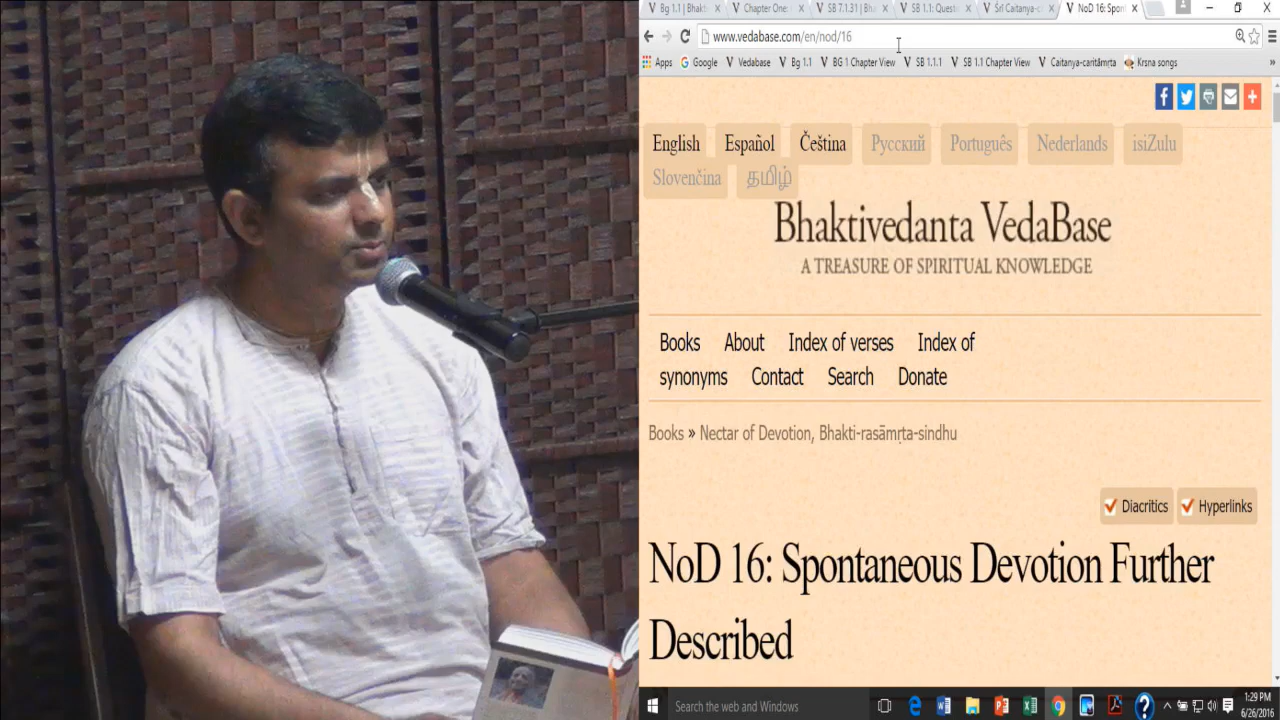 Bg 1.1 | Bhakt
Chapter One:
SB 7.1.31 | Bha
SB 1.1: Quest
Śrī Caitanya-c
NoD 16: Spon
www.vedabase.com/en/nod/16
Apps Google Vedabase Bg 1.1 BG 1 Chapter View SB 1.1.1 SB 1.1 Chapter View Caitanya-caritāmṛta Krsna songs »
English Español Čeština Русский Português Nederlands isiZulu
Slovenčina தமிழ்
Bhaktivedanta VedaBase
A TREASURE OF SPIRITUAL KNOWLEDGE
Books About Index of verses Index of
synonyms Contact Search Donate
Books » Nectar of Devotion, Bhakti-rasāmṛta-sindhu
Diacritics Hyperlinks
NoD 16: Spontaneous Devotion Further
Described
Search the web and Windows
1:29 PM
6/26/2016